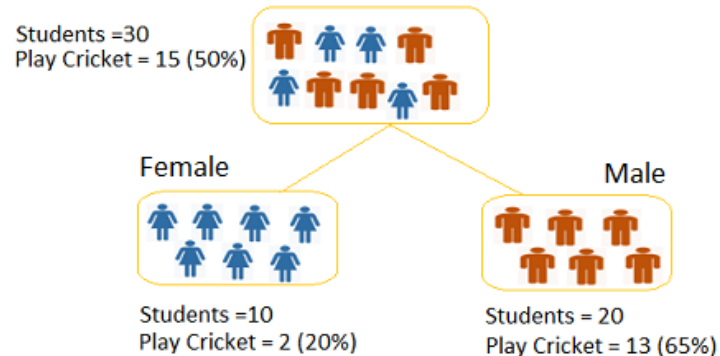 Students =30
Play Cricket = 15 (50%)
Female
Male
Students =10
Play Cricket = 2 (20%)
Students = 20
Play Cricket = 13 (65%)